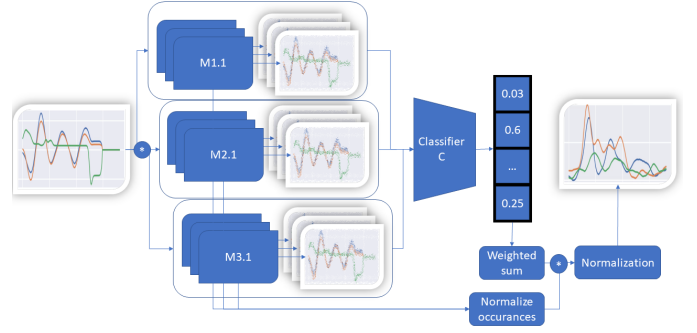 M1.1
M2.1
M3.1
*
Classifier
C
0.03
0.6
...
0.25
Weighted
sum
*
Normalization
Normalize
occurances